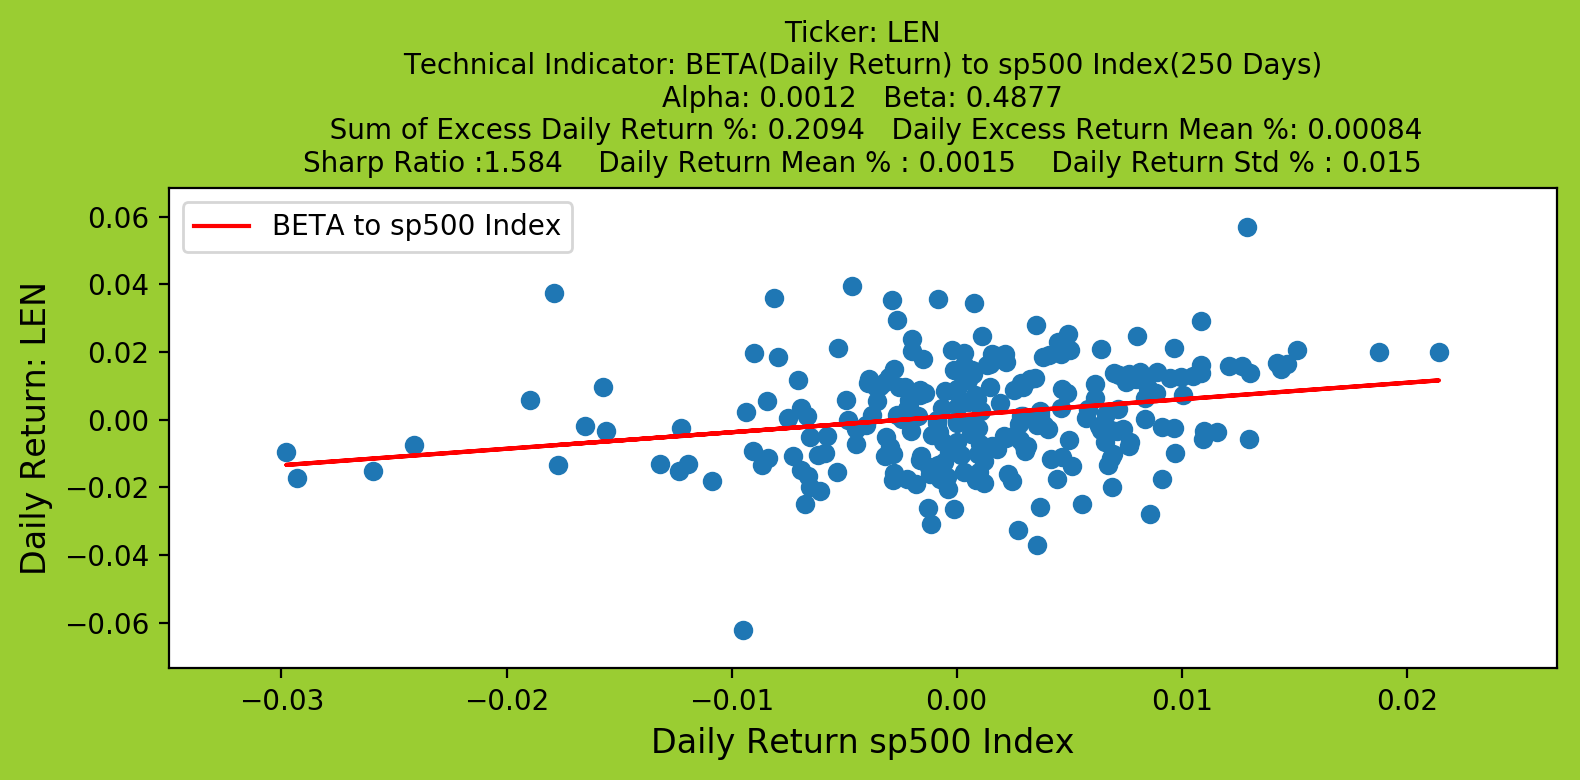 Ticker: LEN
Technical Indicator: BETA(Daily Return) to sp500 Index(250 Days)
Alpha: 0.0012   Beta: 0.4877
Sum of Excess Daily Return %: 0.2094   Daily Excess Return Mean %: 0.00084
Sharp Ratio :1.584    Daily Return Mean % : 0.0015    Daily Return Std % : 0.015
BETA to sp500 Index
Daily Return: LEN
0.06
0.04
0.02
0.00
−0.02
−0.04
−0.06
−0.03 −0.02 −0.01 0.00 0.01 0.02
Daily Return sp500 Index